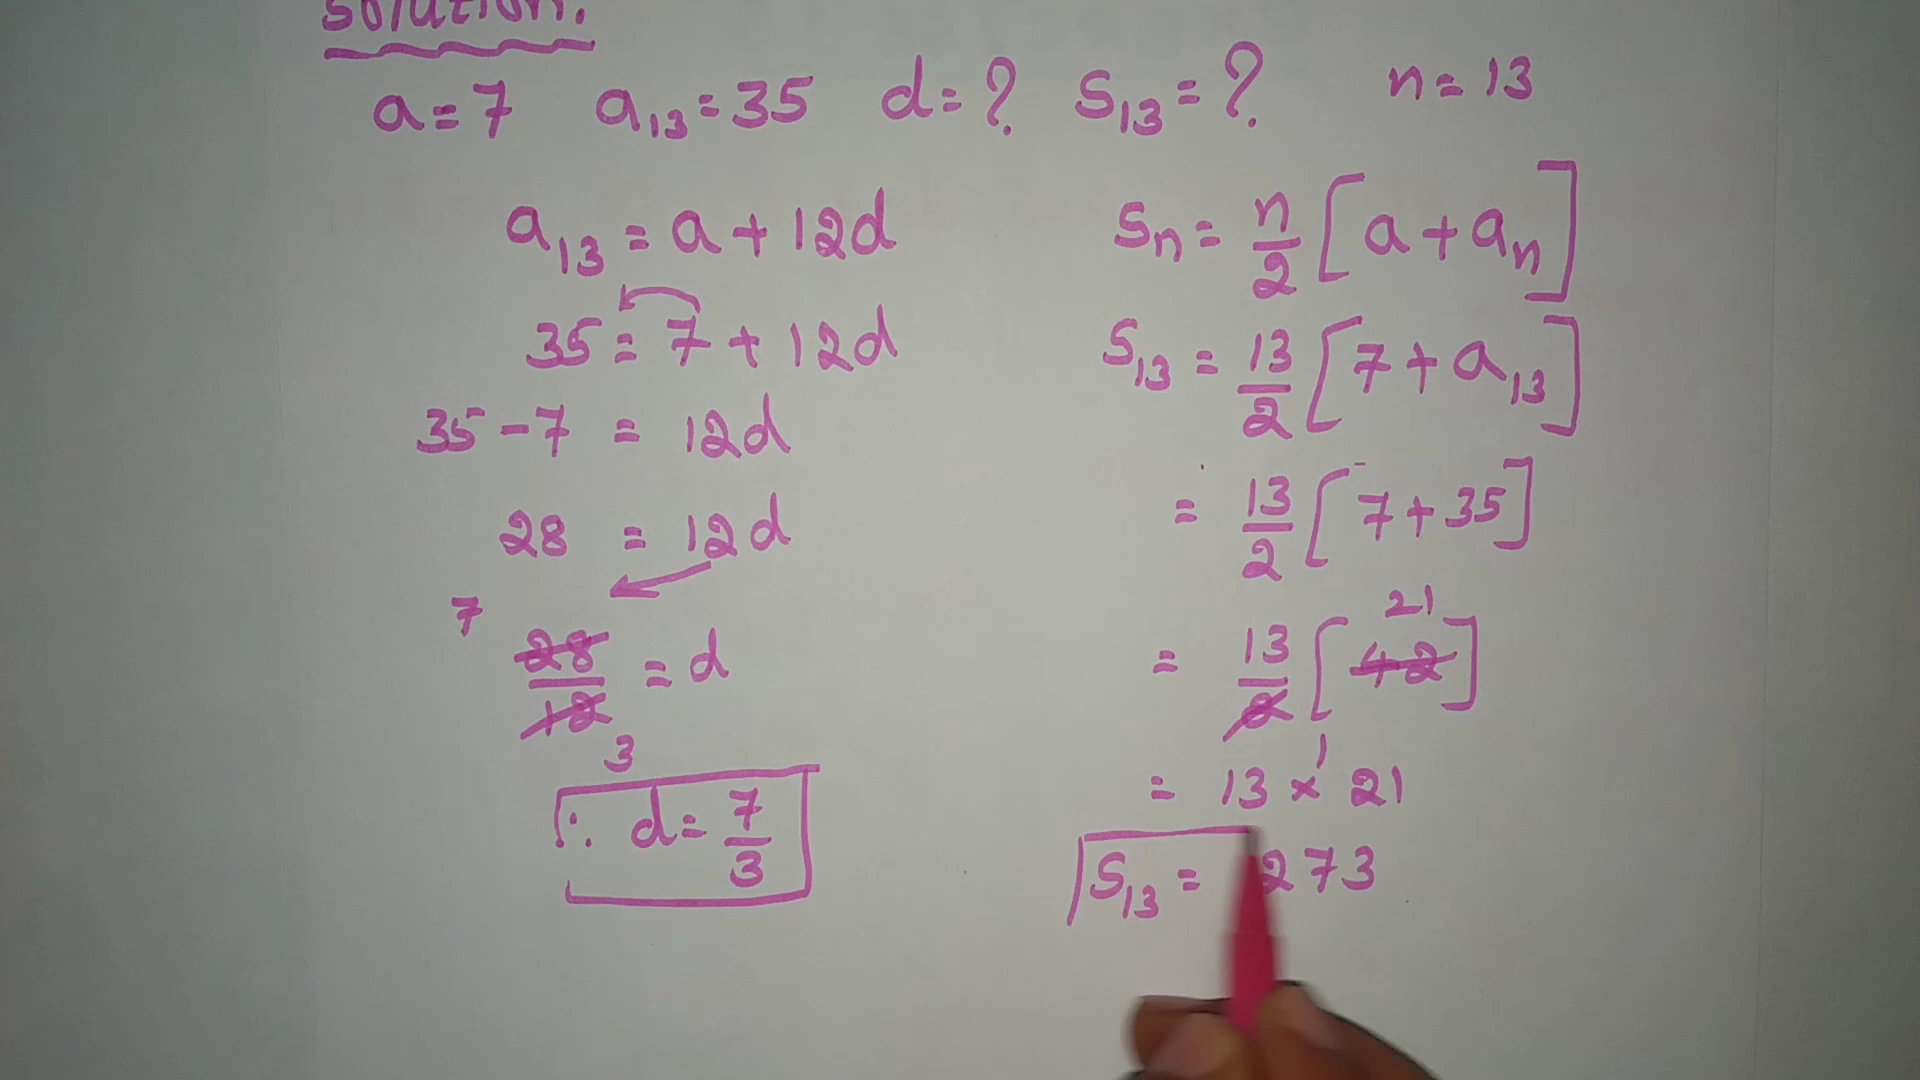 solution.
a=7 a₁₃=35 d=? S₁₃=? n=13
a₁₃ = a+12d
35 = 7+12d
35-7 = 12d
28 = 12d
7
28/12 = d
3
∴ d= 7/3
Sn= n/2 [a+an]
S₁₃ = 13/2 [7+a₁₃]
= 13/2 [7+35]
21
= 13/2 [42]
1
= 13 × 21
S₁₃ = 273